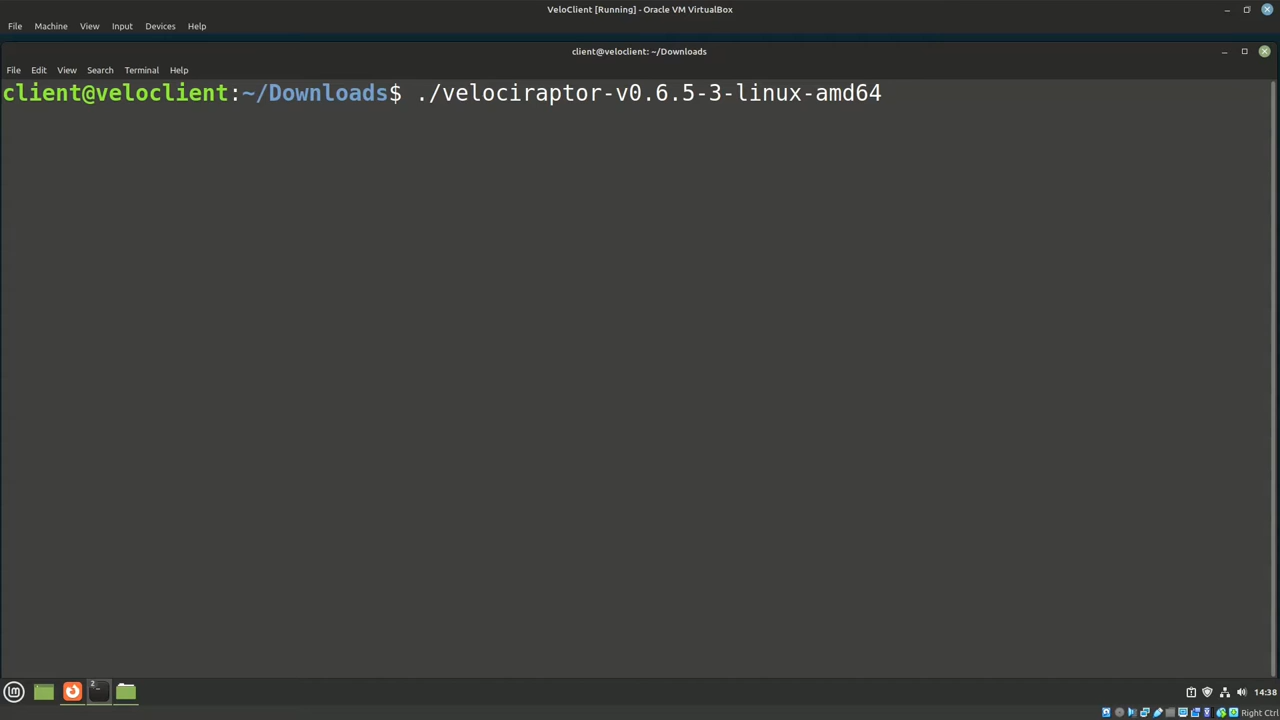 VeloClient [Running] - Oracle VM VirtualBox
File Machine View Input Devices Help
client@veloclient: ~/Downloads
File Edit View Search Terminal Help
client@veloclient:~/Downloads$ ./velociraptor-v0.6.5-3-linux-amd64
2
14:38
Right Ctrl